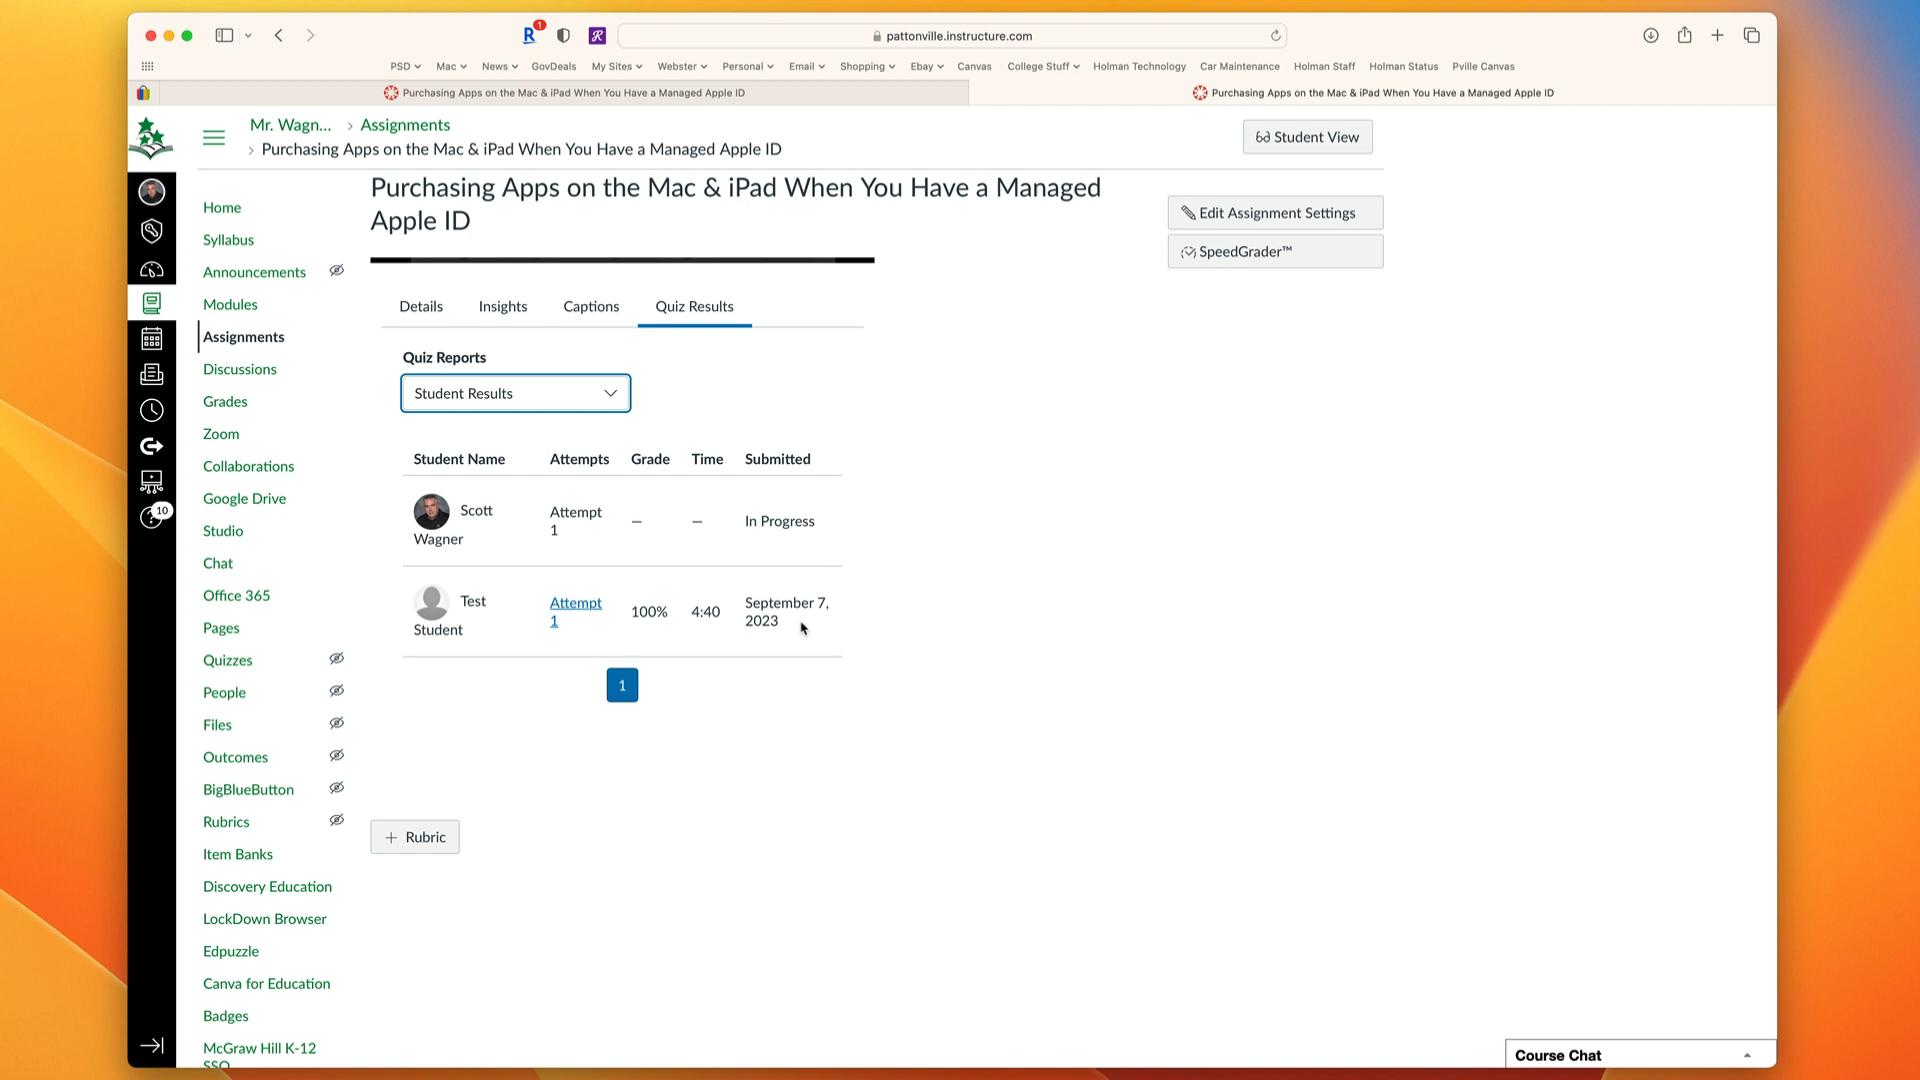 R
1
pattonville.instructure.com
PSD
Mac
News
GovDeals
My Sites
Webster
Personal
Email
Shopping
Ebay
Canvas
College Stuff
Holman Technology
Car Maintenance
Holman Staff
Holman Status
Pville Canvas
Purchasing Apps on the Mac & iPad When You Have a Managed Apple ID
Purchasing Apps on the Mac & iPad When You Have a Managed Apple ID
Mr. Wagn... > Assignments
> Purchasing Apps on the Mac & iPad When You Have a Managed Apple ID
Student View
Purchasing Apps on the Mac & iPad When You Have a Managed
Apple ID
Edit Assignment Settings
SpeedGrader™
Home
Syllabus
Announcements
Modules
Assignments
Discussions
Grades
Zoom
Collaborations
Google Drive
Studio
Chat
Office 365
Pages
Quizzes
People
Files
Outcomes
BigBlueButton
Rubrics
Item Banks
Discovery Education
LockDown Browser
Edpuzzle
Canva for Education
Badges
McGraw Hill K-12
SSO
10
Details
Insights
Captions
Quiz Results
Quiz Reports
Student Results
Student Name
Attempts
Grade
Time
Submitted
Scott
Wagner
Attempt
1
–
–
In Progress
Test
Student
Attempt
1
100%
4:40
September 7,
2023
1
+ Rubric
Course Chat